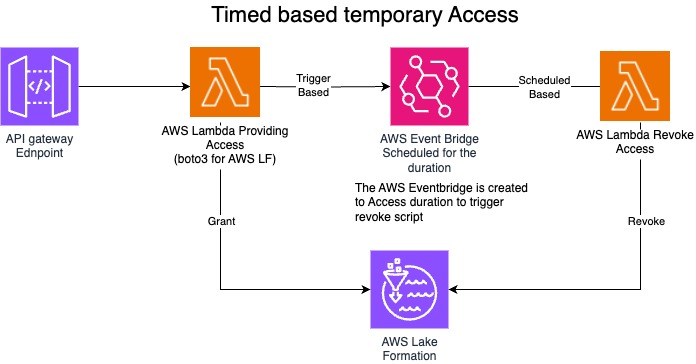 Timed based temporary Access
Trigger
Based
Scheduled
Based
API gateway
Ednpoint
AWS Lambda Providing
Access
(boto3 for AWS LF)
AWS Event Bridge
Scheduled for the
duration
AWS Lambda Revoke
Access
The AWS Eventbridge is created
to Access duration to trigger
revoke script
Grant
Revoke
AWS Lake
Formation